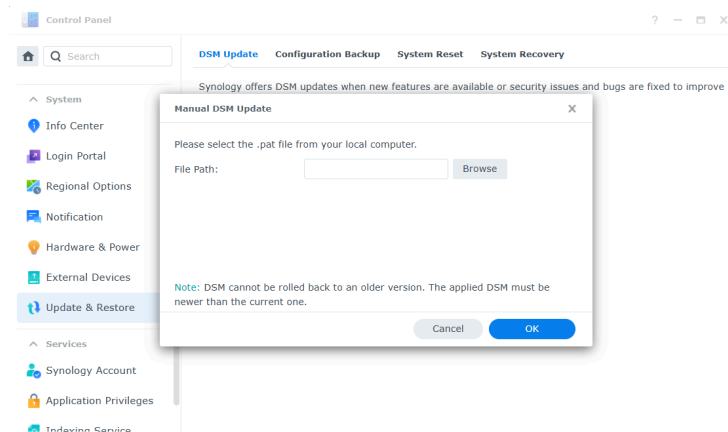 Control Panel
Search
DSM Update Configuration Backup System Reset System Recovery
Synology offers DSM updates when new features are available or security issues and bugs are fixed to improve
System
Info Center
Login Portal
Regional Options
Notification
Hardware & Power
External Devices
Update & Restore
Services
Synology Account
Application Privileges
Indexing Service
Manual DSM Update
Please select the .pat file from your local computer.
File Path:
Browse
Note: DSM cannot be rolled back to an older version. The applied DSM must be
newer than the current one.
Cancel OK